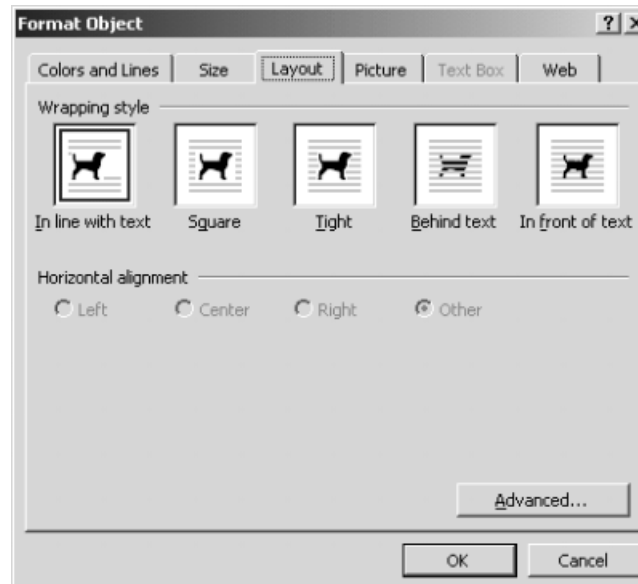 Format Object
Colors and Lines Size Layout Picture Text Box Web
Wrapping style
In line with text Square Tight Behind text In front of text
Horizontal alignment
Left Center Right Other
Advanced...
OK Cancel